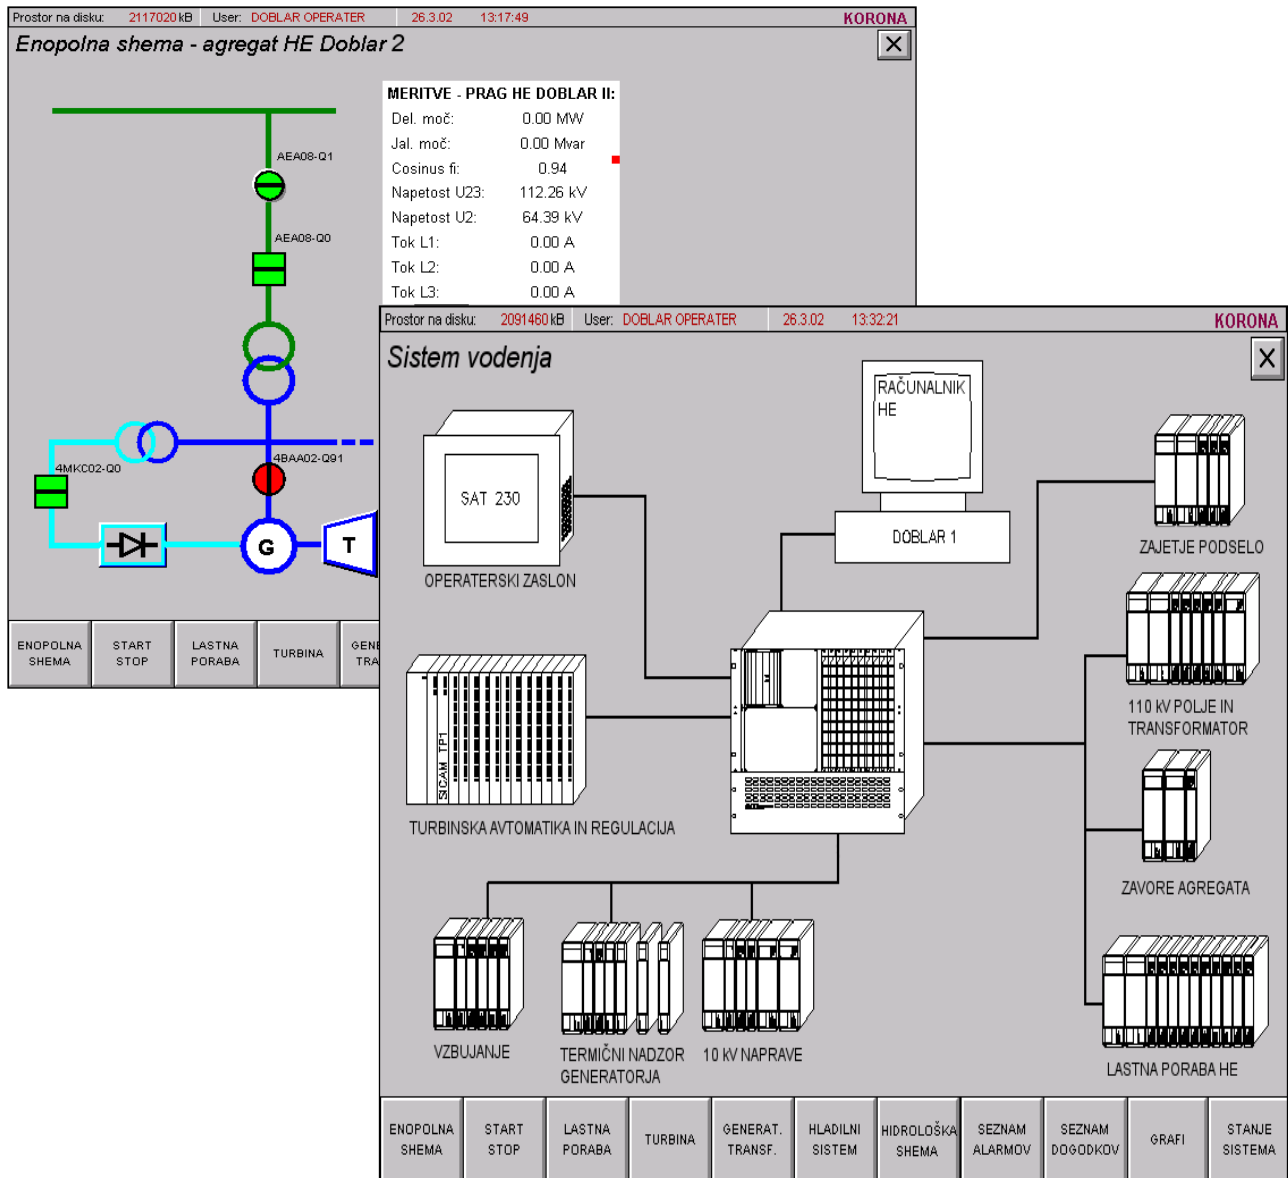 Prostor na disku: 2117020 kB User: DOBLAR OPERATER 26.3.02 13:17:49 KORONA
Enopolna shema - agregat HE Doblar 2
X
MERITVE - PRAG HE DOBLAR II:
Del. moč: 0.00 MW
Jal. moč: 0.00 Mvar
Cosinus fi: 0.94
Napetost U23: 112.26 kV
Napetost U2: 64.39 kV
Tok L1: 0.00 A
Tok L2: 0.00 A
Tok L3: 0.00 A
AEA08-Q1
AEA08-Q0
4MKC02-Q0
4BAA02-Q91
G
T
ENOPOLNA
SHEMA
START
STOP
LASTNA
PORABA
TURBINA
GENE
TRA
Prostor na disku: 2091460 kB User: DOBLAR OPERATER 26.3.02 13:32:21 KORONA
Sistem vodenja
X
RAČUNALNIK
HE
DOBLAR 1
SAT 230
OPERATERSKI ZASLON
ZAJETJE PODSELO
110 kV POLJE IN
TRANSFORMATOR
SICAM TP1
TURBINSKA AVTOMATIKA IN REGULACIJA
ZAVORE AGREGATA
VZBUJANJE
TERMIČNI NADZOR
GENERATORJA
10 kV NAPRAVE
LASTNA PORABA HE
ENOPOLNA
SHEMA
START
STOP
LASTNA
PORABA
TURBINA
GENERAT.
TRANSF.
HLADILNI
SISTEM
HIDROLOŠKA
SHEMA
SEZNAM
ALARMOV
SEZNAM
DOGODKOV
GRAFI
STANJE
SISTEMA